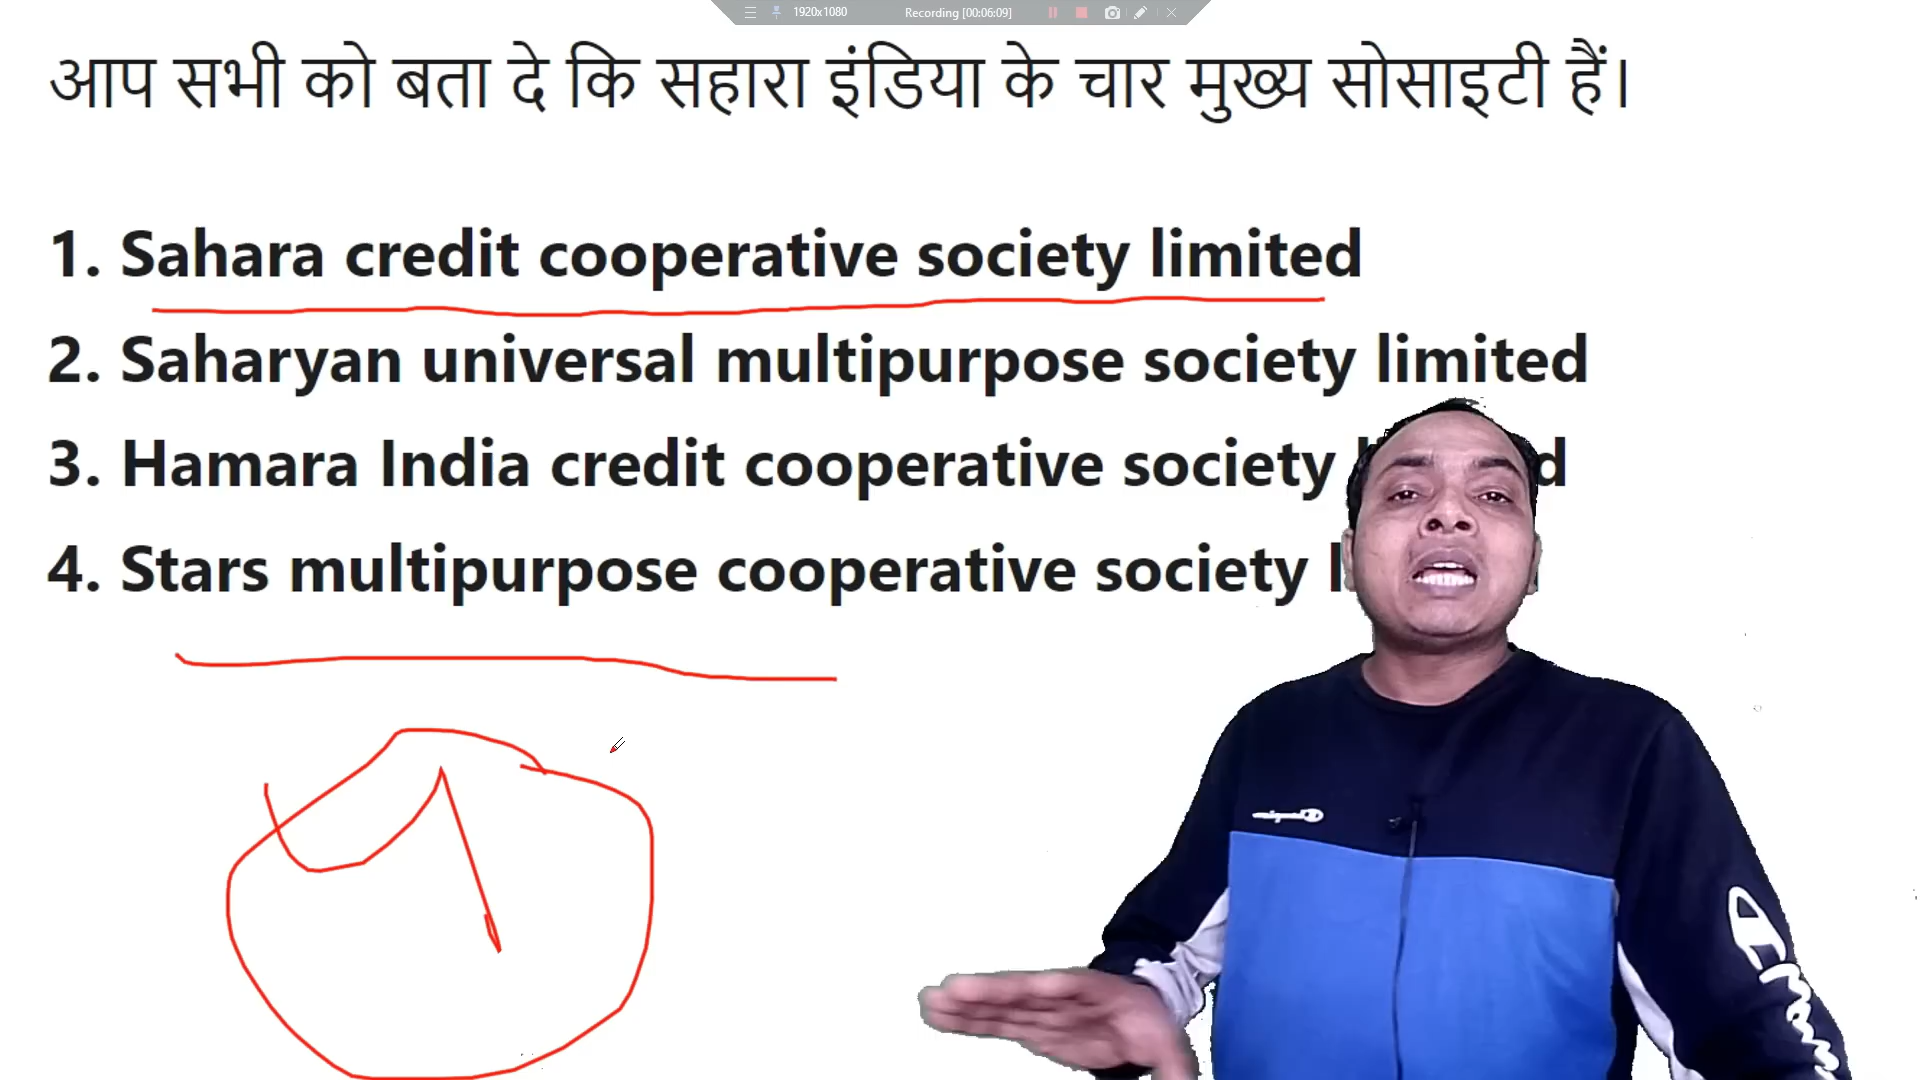 1920x1080 Recording [00:06:09]
आप सभी को बता दे कि सहारा इंडिया के चार मुख्य सोसाइटी हैं।
1. Sahara credit cooperative society limited
2. Saharyan universal multipurpose society limited
3. Hamara India credit cooperative society
4. Stars multipurpose cooperative society